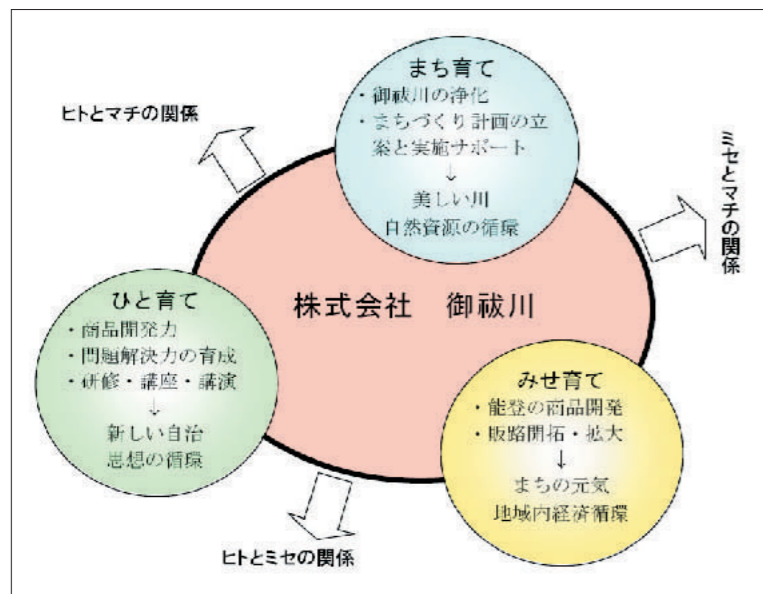 まち育て
・御祓川の浄化
・まちづくり計画の立
案と実施サポート
↓
美しい川
自然資源の循環
ヒトとマチの関係
ミセとマチの関係
株式会社　御祓川
ひと育て
・商品開発力
・問題解決力の育成
・研修・講座・講演
↓
新しい自治
思想の循環
みせ育て
・能登の商品開発
・販路開拓・拡大
↓
まちの元気
地域内経済循環
ヒトとミセの関係